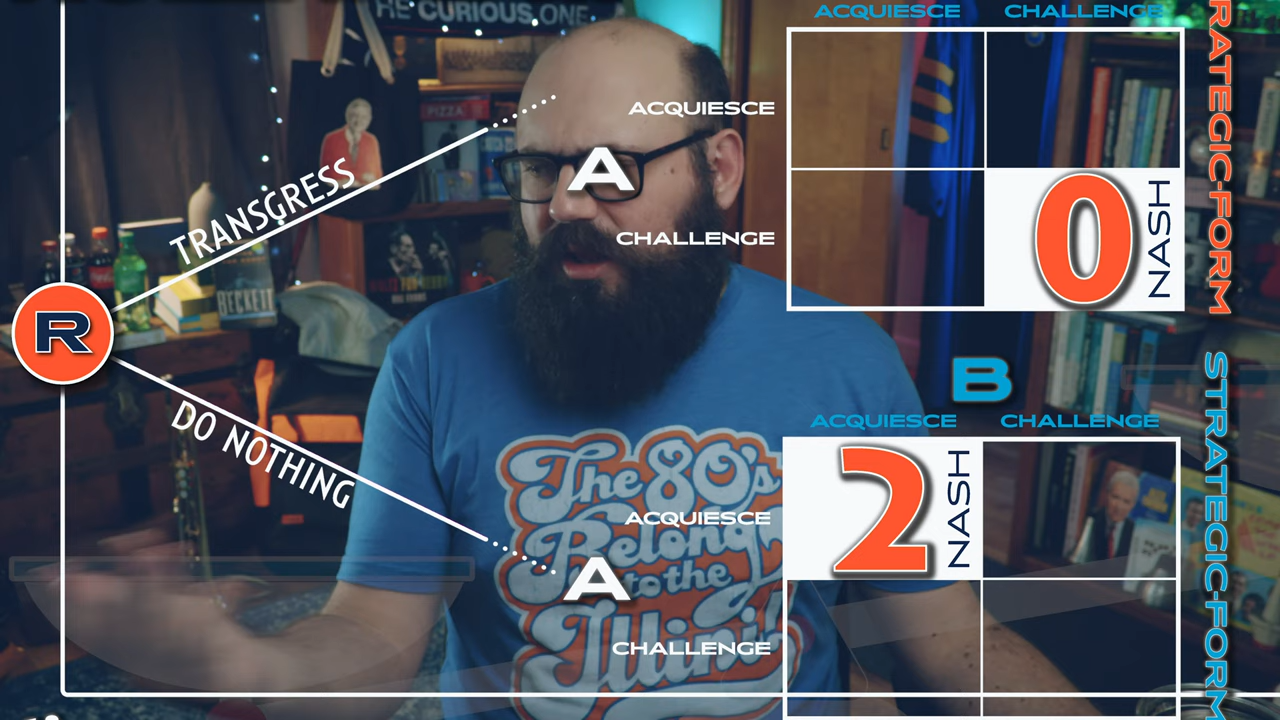 HE CURIOUS ONE
ACQUIESCE CHALLENGE
PIZZA
ACQUIESCE
A
CHALLENGE
0 NASH
TRANSGRESS
BECKETT
R
DO NOTHING
B
ACQUIESCE CHALLENGE
The 80's
Belong
to the
Illini
ACQUIESCE
2 NASH
A
CHALLENGE
RATEGIC-FORM
STRATEGIC-FORM